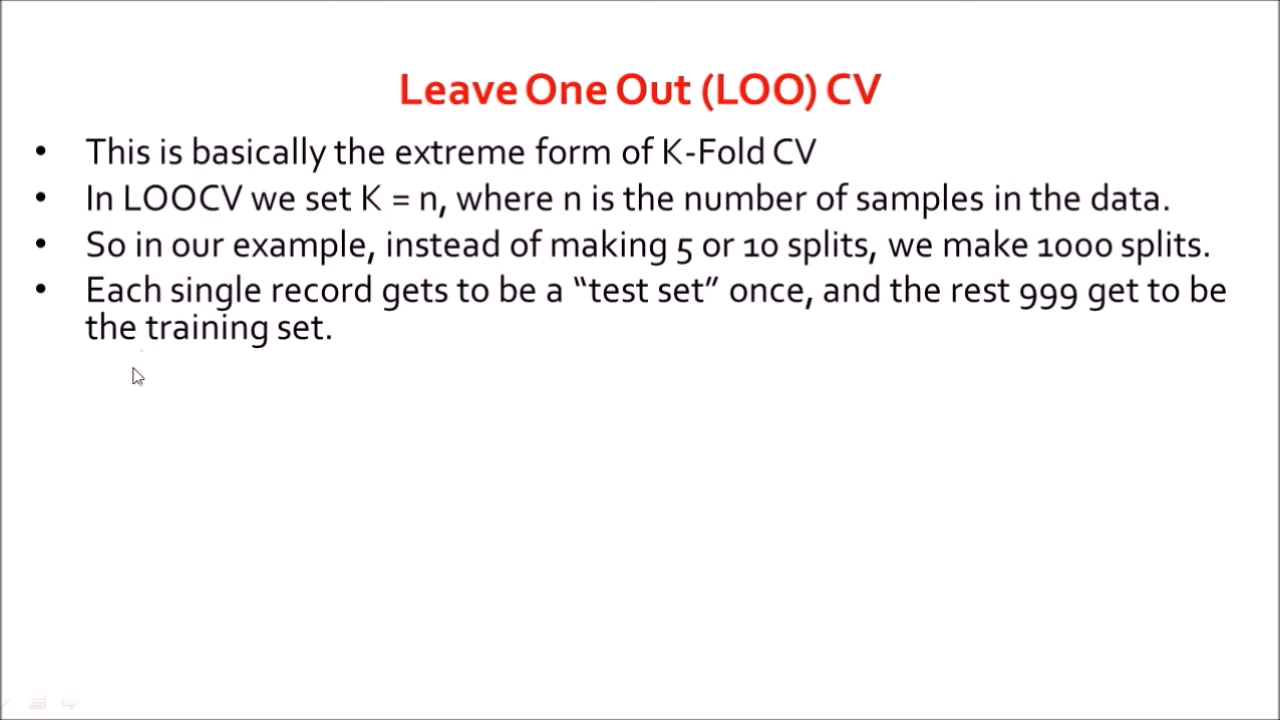 Leave One Out (LOO) CV
• This is basically the extreme form of K-Fold CV
• In LOOCV we set K = n, where n is the number of samples in the data.
• So in our example, instead of making 5 or 10 splits, we make 1000 splits.
• Each single record gets to be a “test set” once, and the rest 999 get to be
the training set.